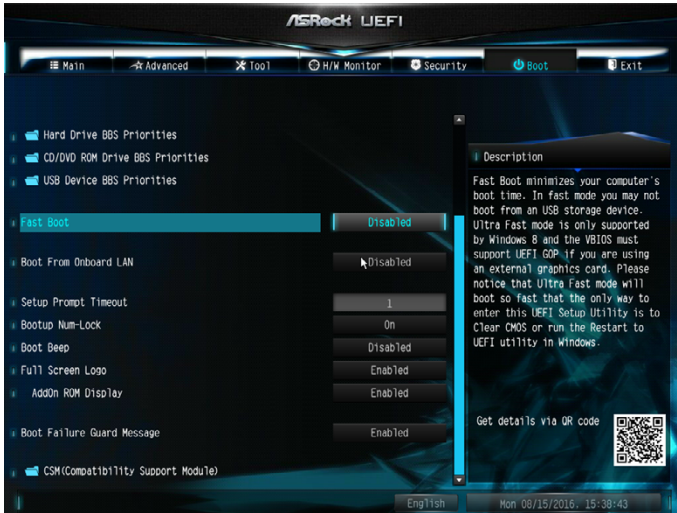 ASRock UEFI
Main Advanced Tool H/W Monitor Security Boot Exit
Hard Drive BBS Priorities
CD/DVD ROM Drive BBS Priorities
USB Device BBS Priorities
Fast Boot Disabled
Boot From Onboard LAN Disabled
Setup Prompt Timeout 1
Bootup Num-Lock On
Boot Beep Disabled
Full Screen Logo Enabled
AddOn ROM Display Enabled
Boot Failure Guard Message Enabled
CSM(Compatibility Support Module)
Description
Fast Boot minimizes your computer's
boot time. In fast mode you may not
boot from an USB storage device.
Ultra Fast mode is only supported
by Windows 8 and the VBIOS must
support UEFI GOP if you are using
an external graphics card. Please
notice that Ultra Fast mode will
boot so fast that the only way to
enter this UEFI Setup Utility is to
Clear CMOS or run the Restart to
UEFI utility in Windows.
Get details via QR code
English Mon 08/15/2016, 15:38:43